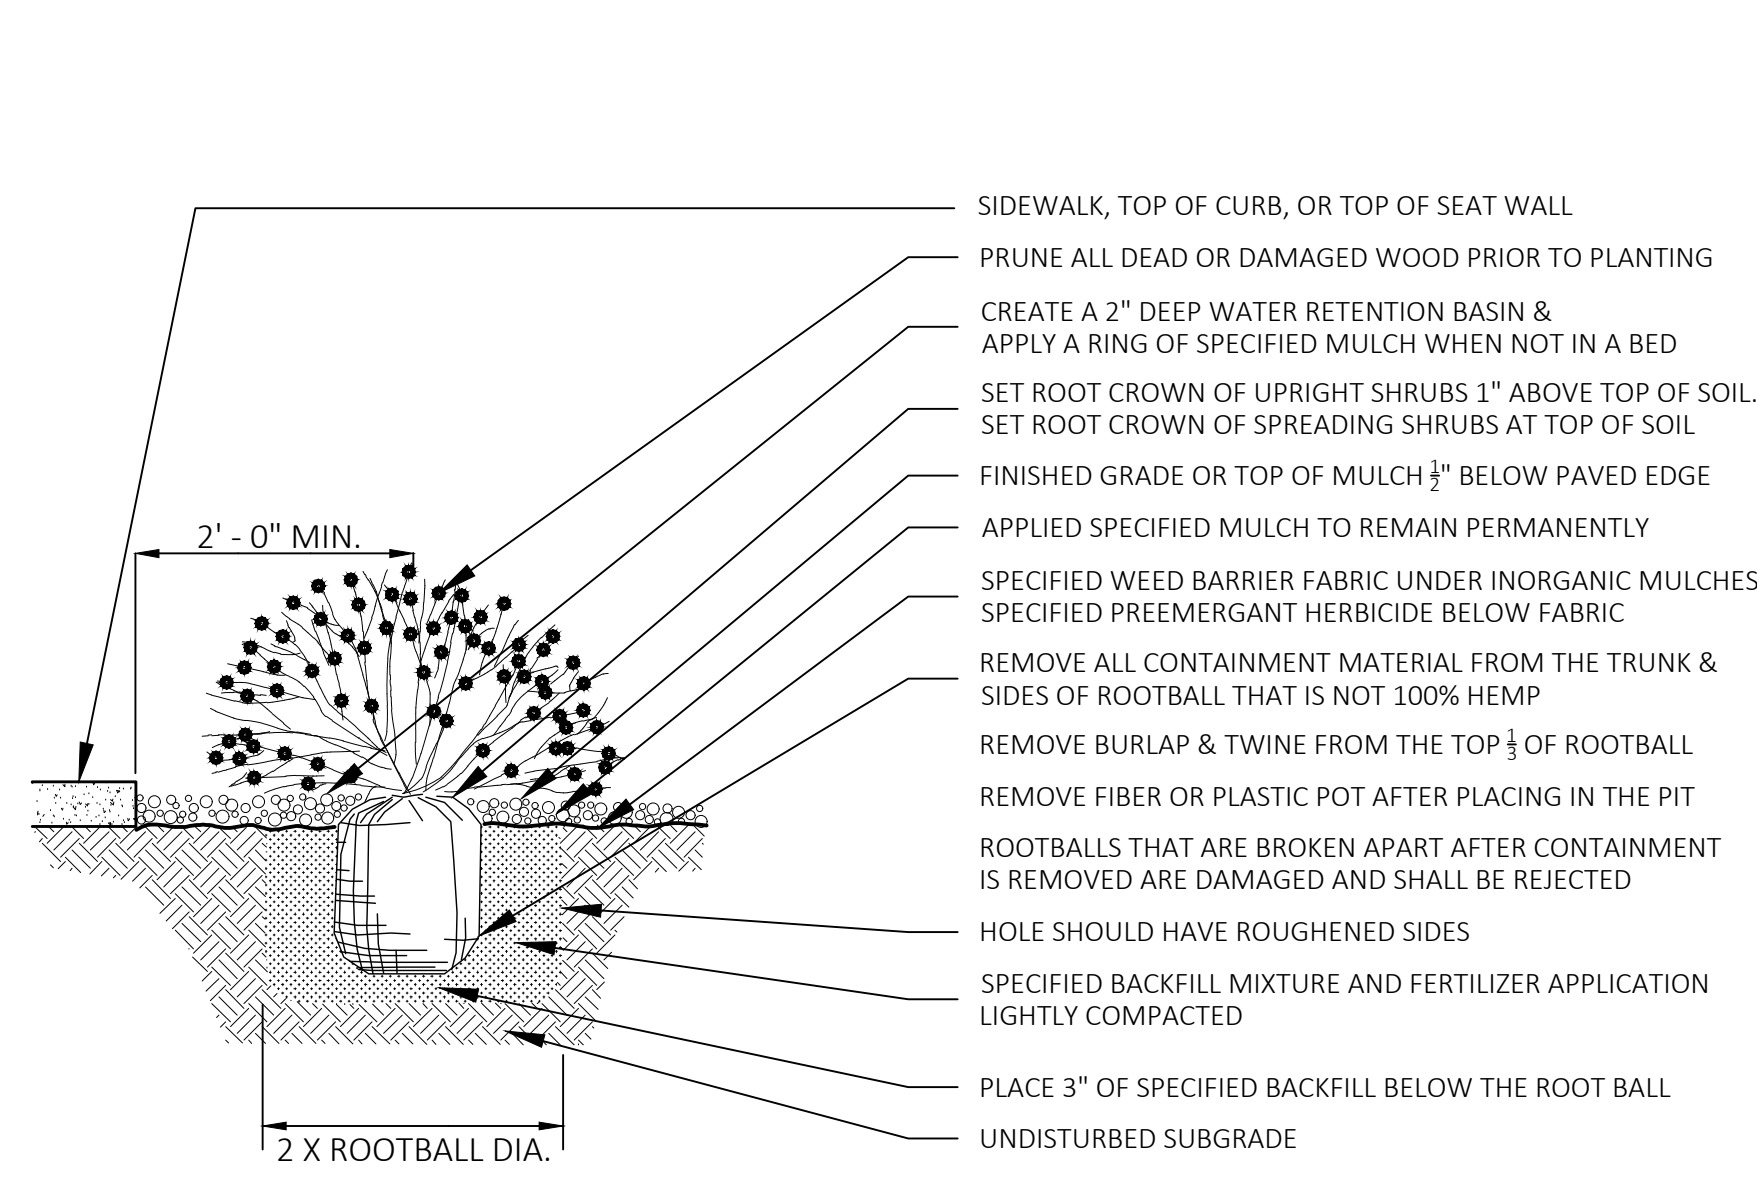 SIDEWALK, TOP OF CURB, OR TOP OF SEAT WALL
PRUNE ALL DEAD OR DAMAGED WOOD PRIOR TO PLANTING
CREATE A 2" DEEP WATER RETENTION BASIN &
APPLY A RING OF SPECIFIED MULCH WHEN NOT IN A BED
SET ROOT CROWN OF UPRIGHT SHRUBS 1" ABOVE TOP OF SOIL.
SET ROOT CROWN OF SPREADING SHRUBS AT TOP OF SOIL
FINISHED GRADE OR TOP OF MULCH 1/2" BELOW PAVED EDGE
APPLIED SPECIFIED MULCH TO REMAIN PERMANENTLY
SPECIFIED WEED BARRIER FABRIC UNDER INORGANIC MULCHES
SPECIFIED PREEMERGANT HERBICIDE BELOW FABRIC
REMOVE ALL CONTAINMENT MATERIAL FROM THE TRUNK &
SIDES OF ROOTBALL THAT IS NOT 100% HEMP
REMOVE BURLAP & TWINE FROM THE TOP 1/3 OF ROOTBALL
REMOVE FIBER OR PLASTIC POT AFTER PLACING IN THE PIT
ROOTBALLS THAT ARE BROKEN APART AFTER CONTAINMENT
IS REMOVED ARE DAMAGED AND SHALL BE REJECTED
HOLE SHOULD HAVE ROUGHENED SIDES
SPECIFIED BACKFILL MIXTURE AND FERTILIZER APPLICATION
LIGHTLY COMPACTED
PLACE 3" OF SPECIFIED BACKFILL BELOW THE ROOT BALL
UNDISTURBED SUBGRADE
2' - 0" MIN.
2 X ROOTBALL DIA.